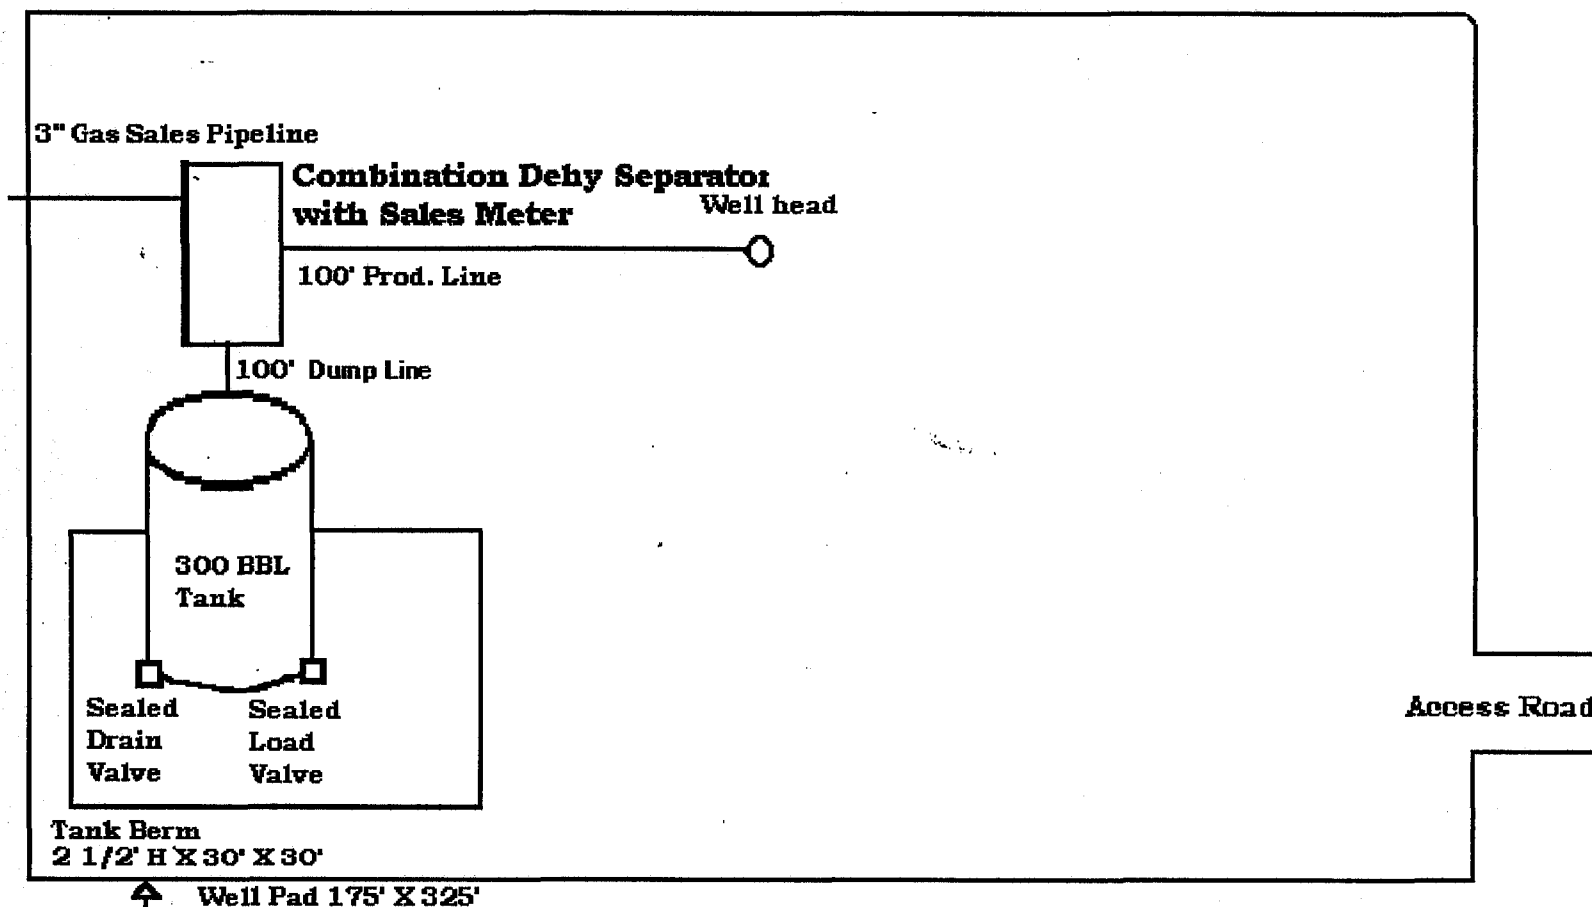 3" Gas Sales Pipeline
Combination Dehy Separator
with Sales Meter
Well head
100' Prod. Line
100' Dump Line
300 BBL
Tank
Sealed
Drain
Valve
Sealed
Load
Valve
Access Road
Tank Berm
2 1/2' H X 30' X 30'
Well Pad 175' X 325'